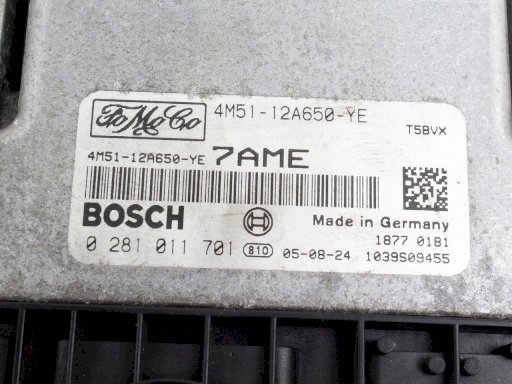 FoMoCo 4M51-12A650-YE
T5BVX
4M51-12A650-YE 7AME
BOSCH
Made in Germany
1877 0181
0 281 011 701 810 05-08-24 1039S09455